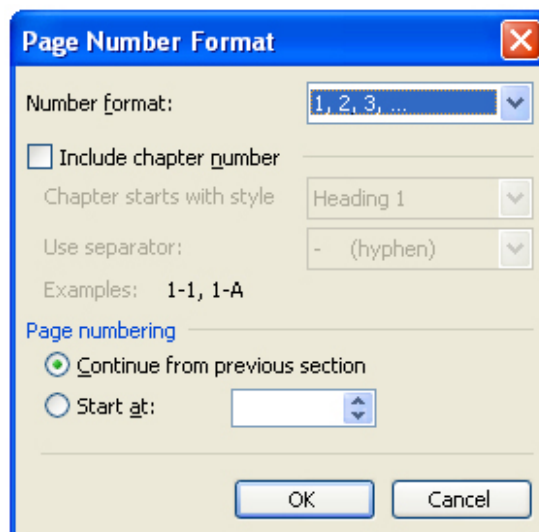 Page Number Format
Number format: 1, 2, 3, ...
Include chapter number
Chapter starts with style Heading 1
Use separator: - (hyphen)
Examples: 1-1, 1-A
Page numbering
Continue from previous section
Start at:
OK Cancel